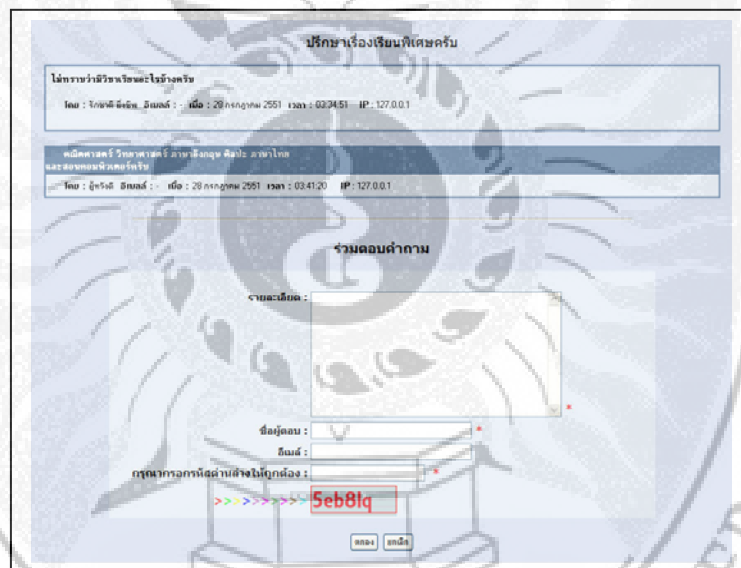 ปรึกษาเรื่องเรียนพิเศษครับ
ไม่ทราบว่ามีวิชาเรียนอะไรบ้างครับ
โดย : รักชาติ อีเมลล์ : - เมื่อ : 28 กรกฎาคม 2551 เวลา : 03:34:51 IP : 127.0.0.1
คณิตศาสตร์ วิทยาศาสตร์ ภาษาอังกฤษ ศิลปะ ภาษาไทย
และสอนคอมพิวเตอร์ครับ
โดย : ผู้หวังดี อีเมลล์ : - เมื่อ : 28 กรกฎาคม 2551 เวลา : 03:41:20 IP : 127.0.0.1
ร่วมตอบคำถาม
รายละเอียด :
*
ชื่อผู้ตอบ : *
อีเมล์ :
กรุณากรอกรหัสด้านล่างให้ถูกต้อง : *
>>>>>>>>>> 5eb8lq
ตกลง ยกเลิก